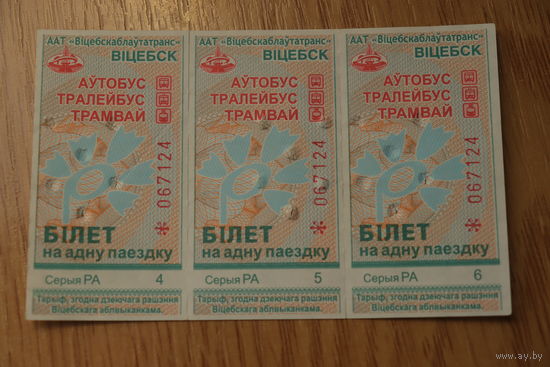 ААТ «Віцебскаблаўтатранс»
ВІЦЕБСК
АЎТОБУС
ТРАЛЕЙБУС
ТРАМВАЙ
* 067124
БІЛЕТ
на адну паездку
Серыя РА 4
Тарыф, згодна дзеючага рашэння
Віцебскага аблвыканкама.
ААТ «Віцебскаблаўтатранс»
ВІЦЕБСК
АЎТОБУС
ТРАЛЕЙБУС
ТРАМВАЙ
* 067124
БІЛЕТ
на адну паездку
Серыя РА 5
Тарыф, згодна дзеючага рашэння
Віцебскага аблвыканкама.
ААТ «Віцебскаблаўтатранс»
ВІЦЕБСК
АЎТОБУС
ТРАЛЕЙБУС
ТРАМВАЙ
* 067124
БІЛЕТ
на адну паездку
Серыя РА 6
Тарыф, згодна дзеючага рашэння
Віцебскага аблвыканкама.
www.ay.by